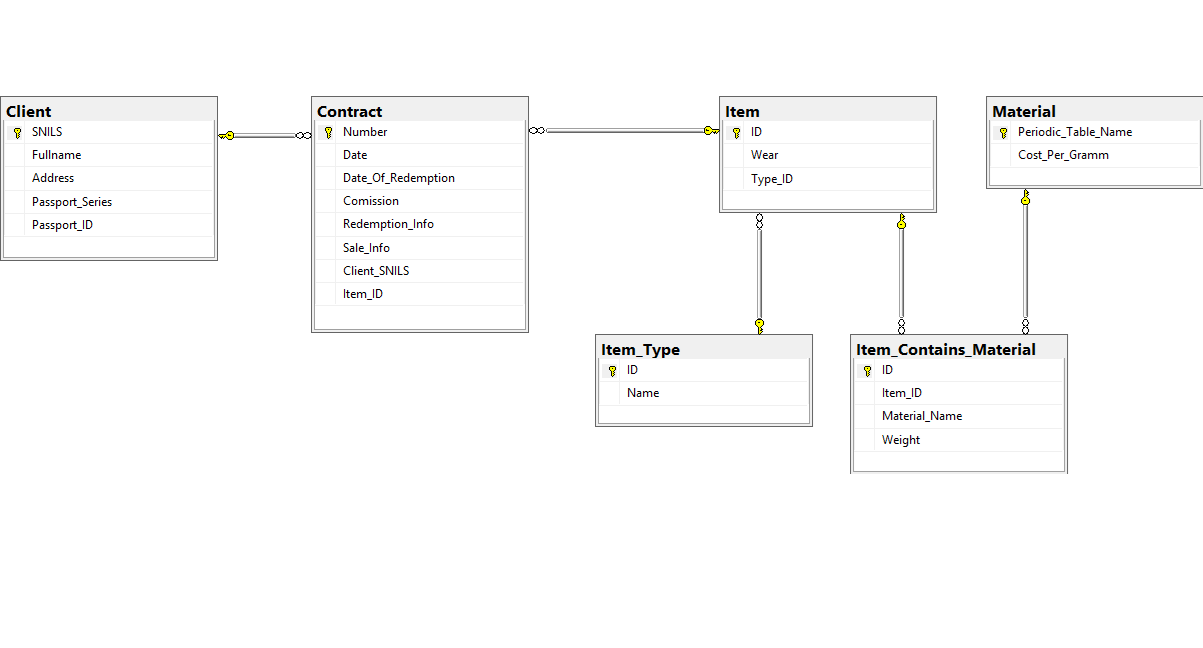 Client
SNILS
Fullname
Address
Passport_Series
Passport_ID
Contract
Number
Date
Date_Of_Redemption
Comission
Redemption_Info
Sale_Info
Client_SNILS
Item_ID
Item
ID
Wear
Type_ID
Material
Periodic_Table_Name
Cost_Per_Gramm
Item_Type
ID
Name
Item_Contains_Material
ID
Item_ID
Material_Name
Weight